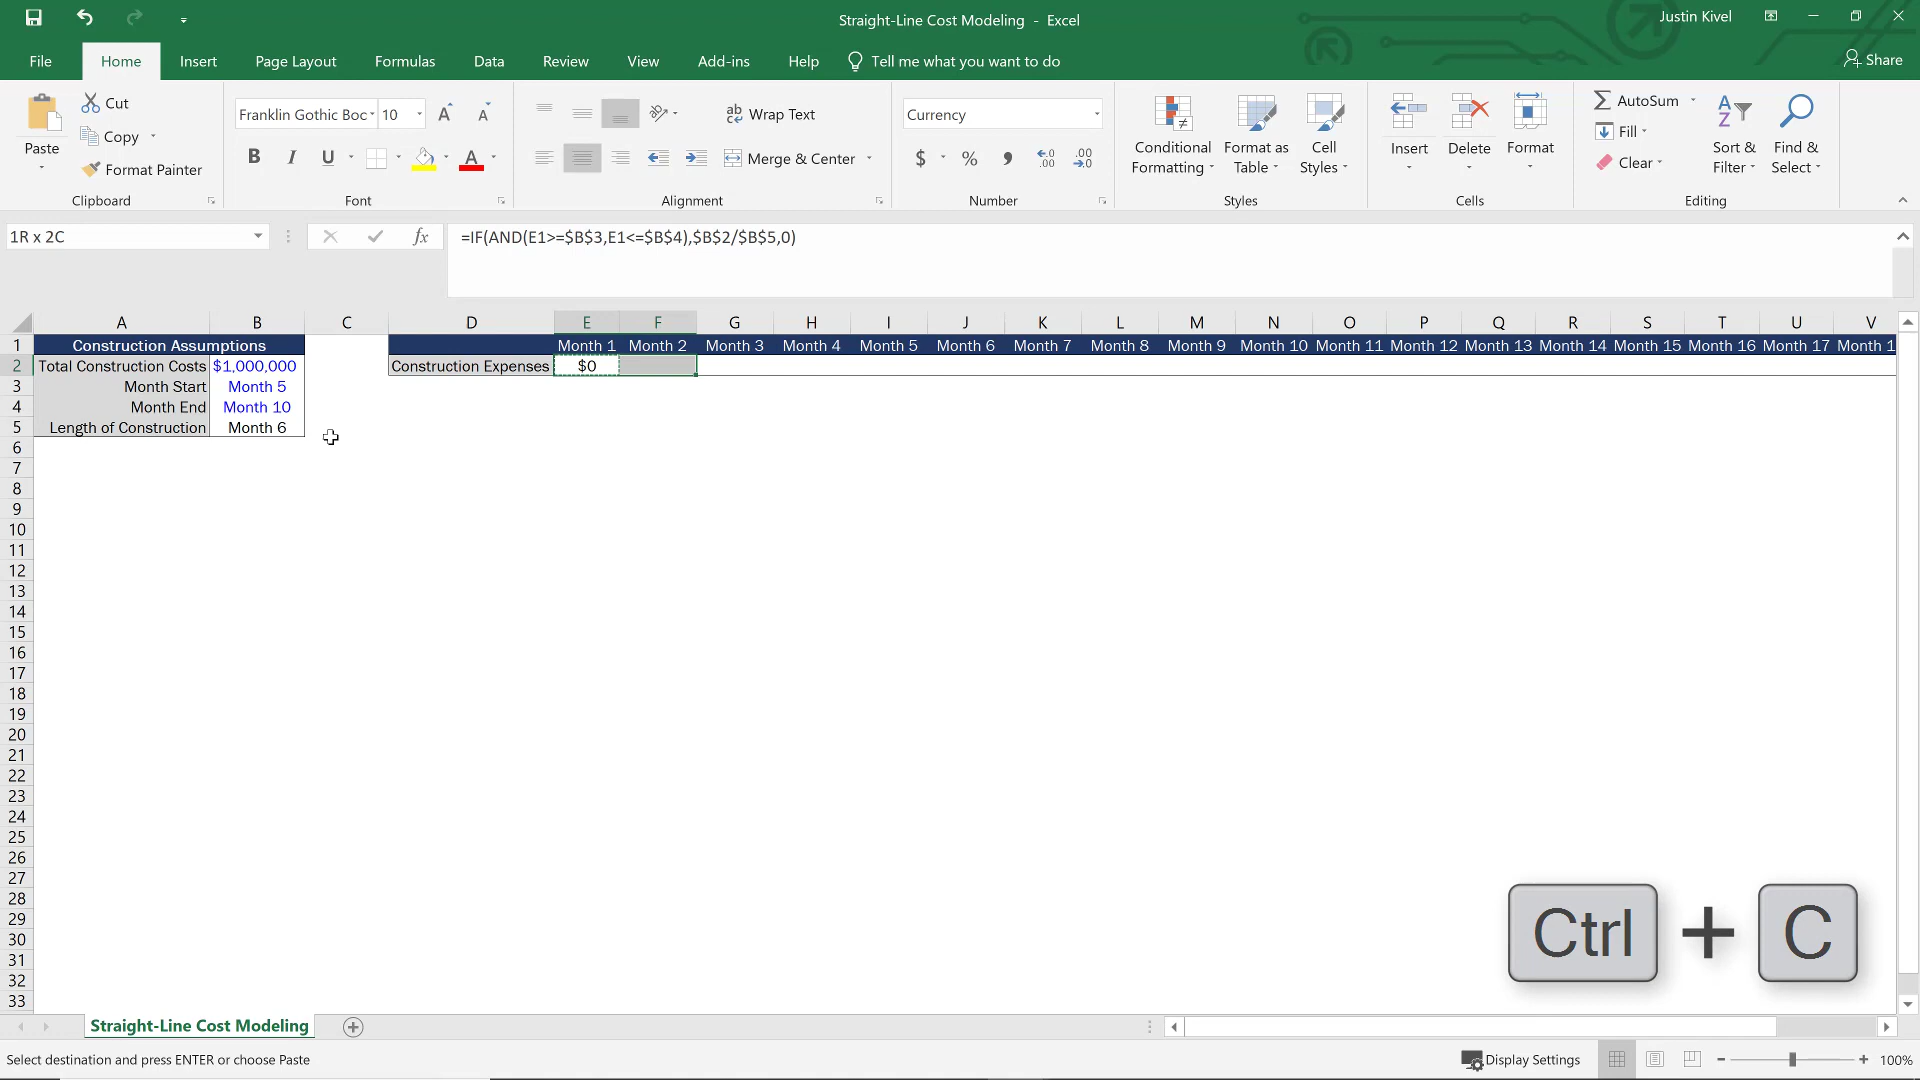 Straight-Line Cost Modeling - Excel
Justin Kivel
File Home Insert Page Layout Formulas Data Review View Add-ins Help Tell me what you want to do
Share
Paste
Cut
Copy
Format Painter
Clipboard
Franklin Gothic Boc 10
B I U
Font
Wrap Text
Merge & Center
Alignment
Currency
$ % ,
Number
Conditional Formatting
Format as Table
Cell Styles
Styles
Insert
Delete
Format
Cells
AutoSum
Fill
Clear
Sort & Filter
Find & Select
Editing
1R x 2C
fx
=IF(AND(E1>=$B$3,E1<=$B$4),$B$2/$B$5,0)
A B C D E F G H I J K L M N O P Q R S T U V
1 Construction Assumptions Month 1 Month 2 Month 3 Month 4 Month 5 Month 6 Month 7 Month 8 Month 9 Month 10 Month 11 Month 12 Month 13 Month 14 Month 15 Month 16 Month 17 Month 1
2 Total Construction Costs $1,000,000 Construction Expenses $0
3 Month Start Month 5
4 Month End Month 10
5 Length of Construction Month 6
6
7
8
9
10
11
12
13
14
15
16
17
18
19
20
21
22
23
24
25
26
27
28
29
30
31
32
33
Ctrl + C
Straight-Line Cost Modeling
Select destination and press ENTER or choose Paste
Display Settings
100%